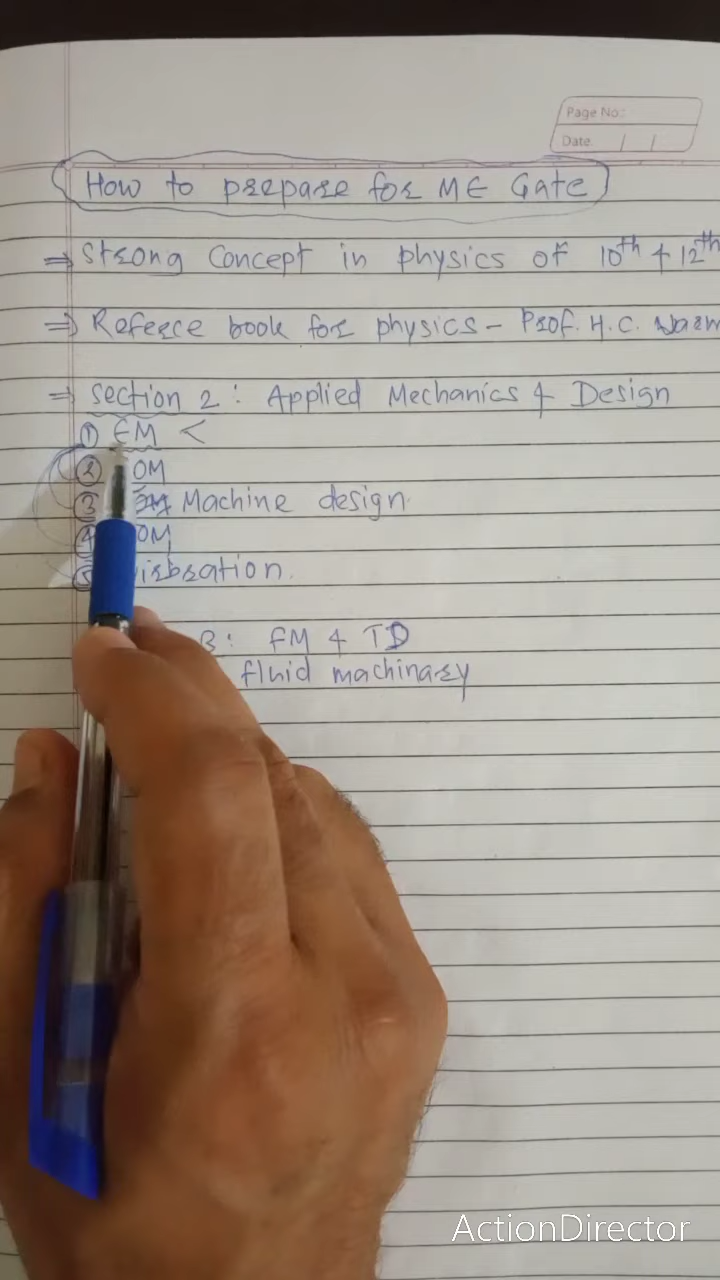 Page No.:
Date / /
How to prepare for ME Gate
⇒ Strong Concept in physics of 10th & 12th
⇒ Referce book for physics - Prof. H.C.
⇒ section 2 : Applied Mechanics & Design
① EM <
② OM
③ Machine design.
OM
irbration.
3 : FM & TD
fluid machinary
ActionDirector